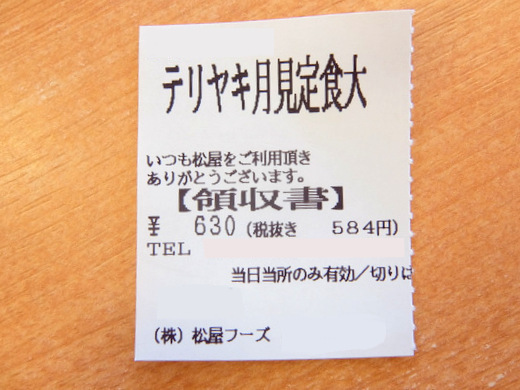 テリヤキ月見定食大
いつも松屋をご利用頂き
ありがとうございます。
【領収書】
¥ 630(税抜き 584円)
TEL
当日当所のみ有効/切り
(株)松屋フーズ